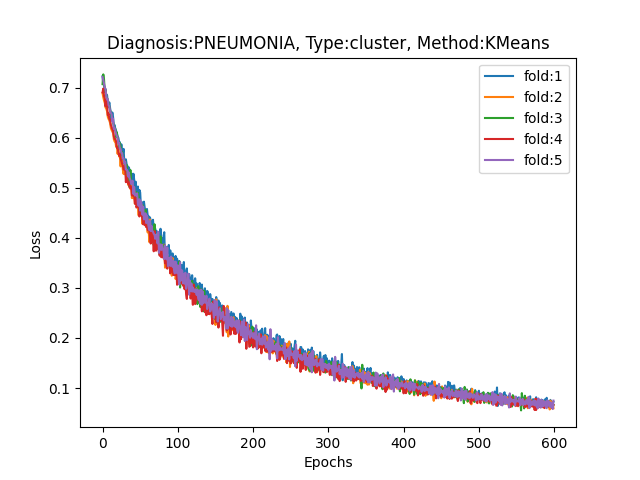 Diagnosis:PNEUMONIA, Type:cluster, Method:KMeans
fold:1
fold:2
fold:3
fold:4
fold:5
Loss
0.7
0.6
0.5
0.4
0.3
0.2
0.1
0 100 200 300 400 500 600
Epochs